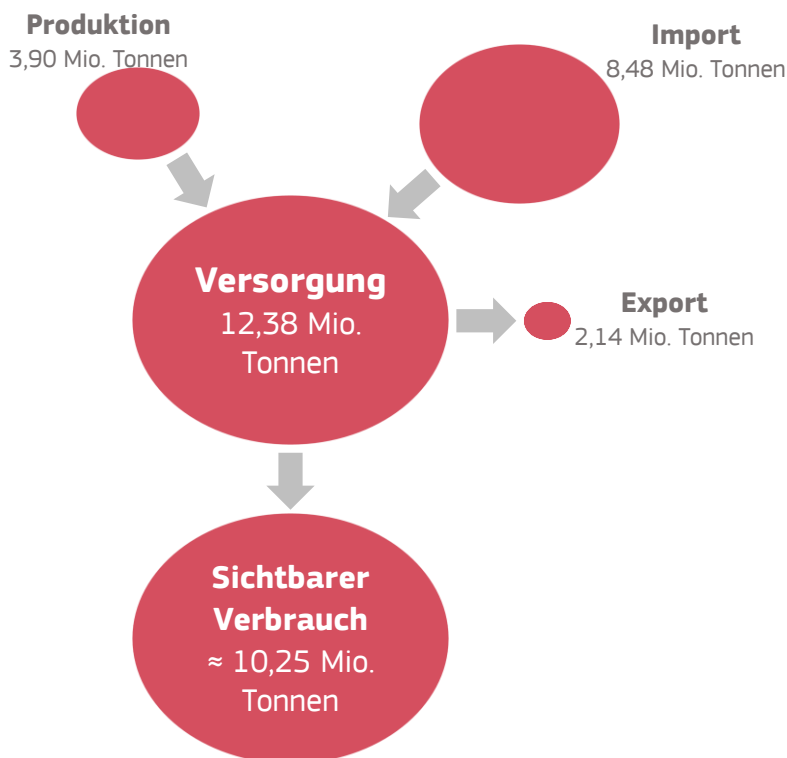 Produktion
3,90 Mio. Tonnen
Import
8,48 Mio. Tonnen
Versorgung
12,38 Mio.
Tonnen
Export
2,14 Mio. Tonnen
Sichtbarer
Verbrauch
≈ 10,25 Mio.
Tonnen